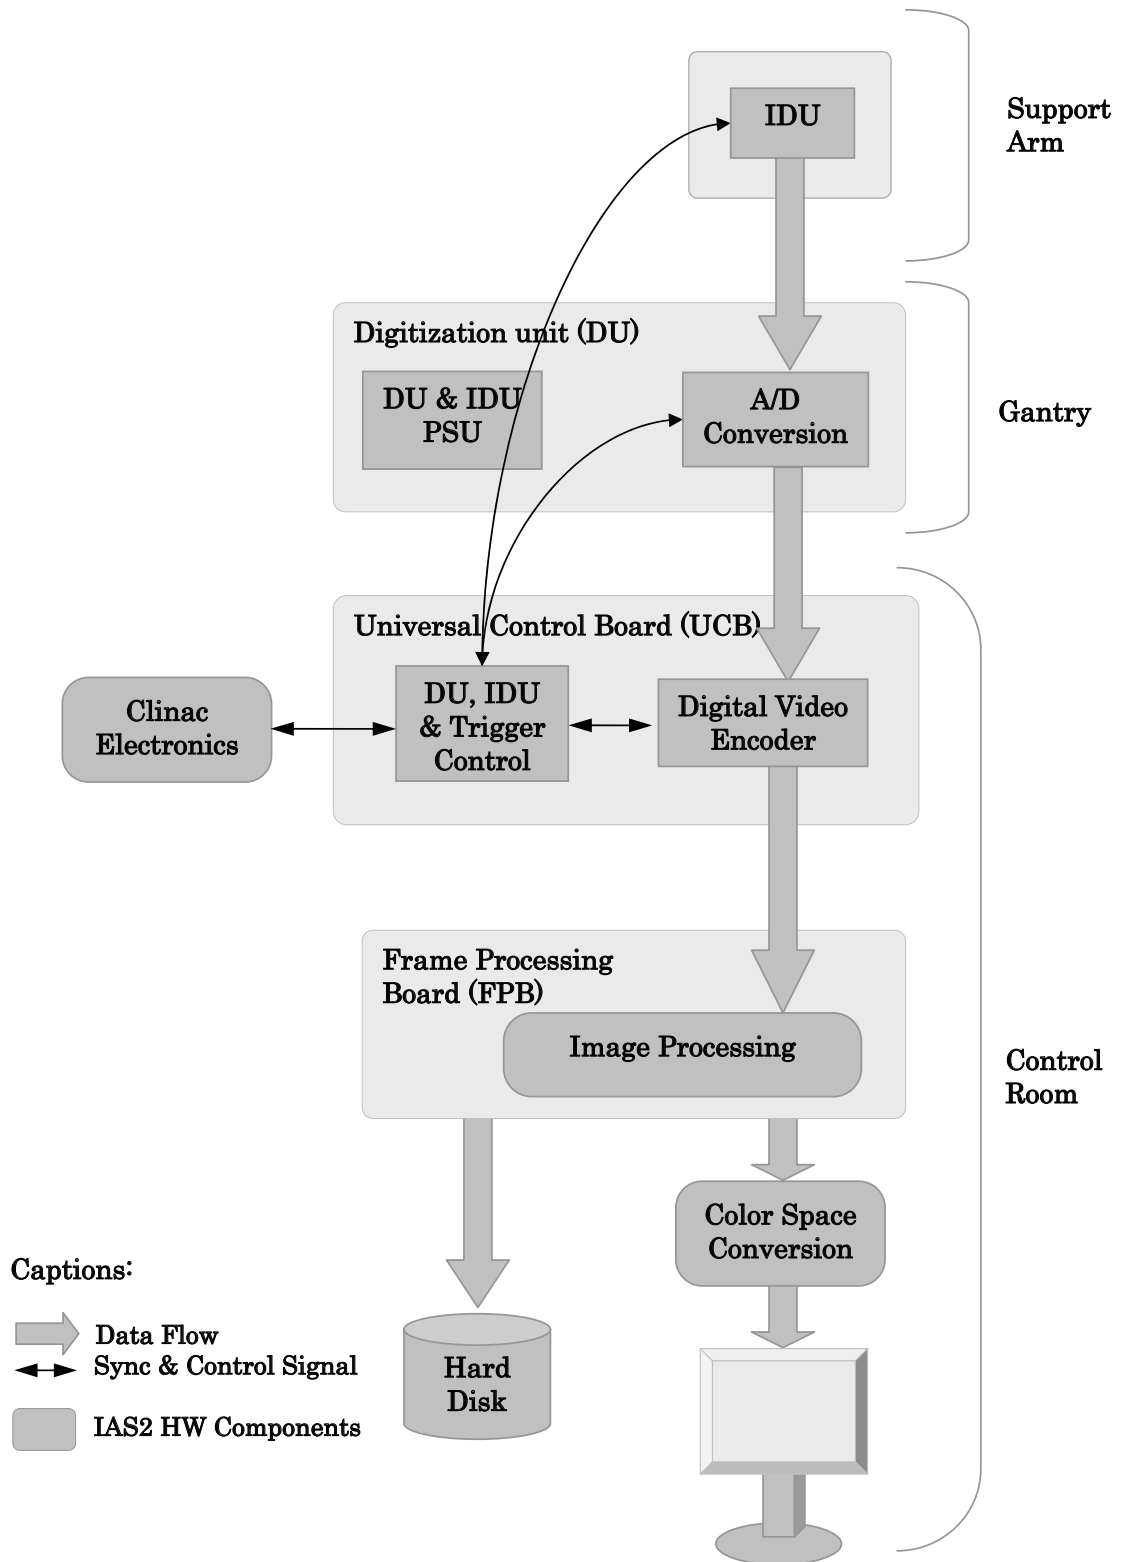 IDU
Support
Arm
Digitization unit (DU)
DU & IDU
PSU
A/D
Conversion
Gantry
Universal Control Board (UCB)
Clinac
Electronics
DU, IDU
& Trigger
Control
Digital Video
Encoder
Frame Processing
Board (FPB)
Image Processing
Control
Room
Color Space
Conversion
Captions:
Data Flow
Sync & Control Signal
IAS2 HW Components
Hard
Disk